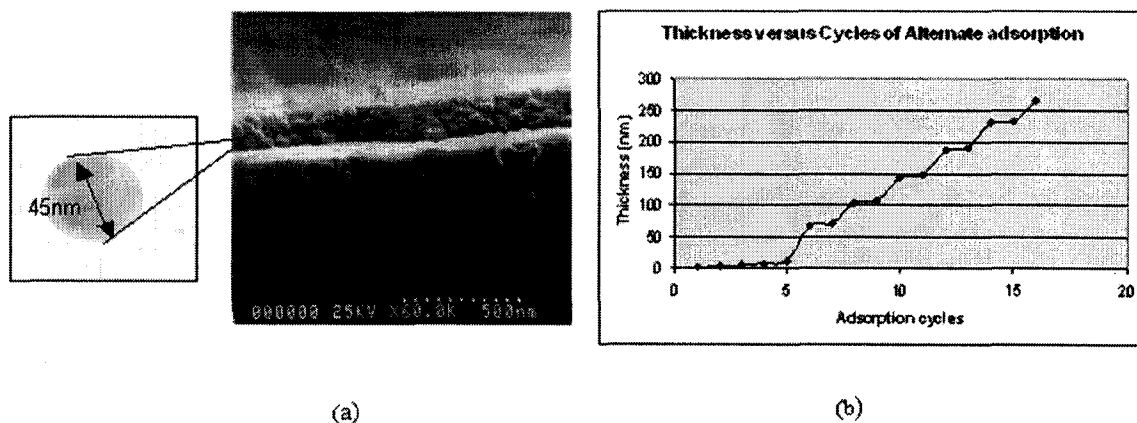 45nm
000000 25KV X60.0K 500nm
(a)
Thickness versus Cycles of Alternate adsorption
Thickness (nm)
300
250
200
150
100
50
0
0 5 10 15 20
Adsorption cycles
(b)